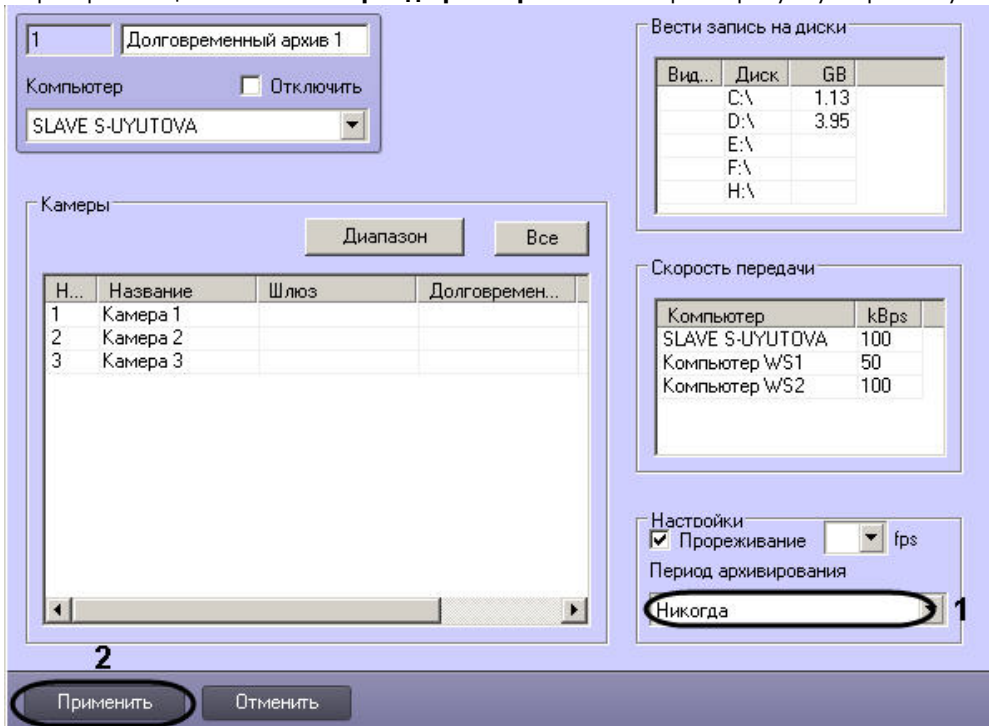 1 Долговременный архив 1
Компьютер Отключить
SLAVE S-UYUTOVA
Вести запись на диски
Вид... Диск GB
C:\ 1.13
D:\ 3.95
E:\
F:\
H:\
Камеры
Диапазон Все
Н... Название Шлюз Долговремен...
1 Камера 1
2 Камера 2
3 Камера 3
Скорость передачи
Компьютер kBps
SLAVE S-UYUTOVA 100
Компьютер WS1 50
Компьютер WS2 100
Настройки
Прореживание fps
Период архивирования
Никогда 1
2
Применить Отменить